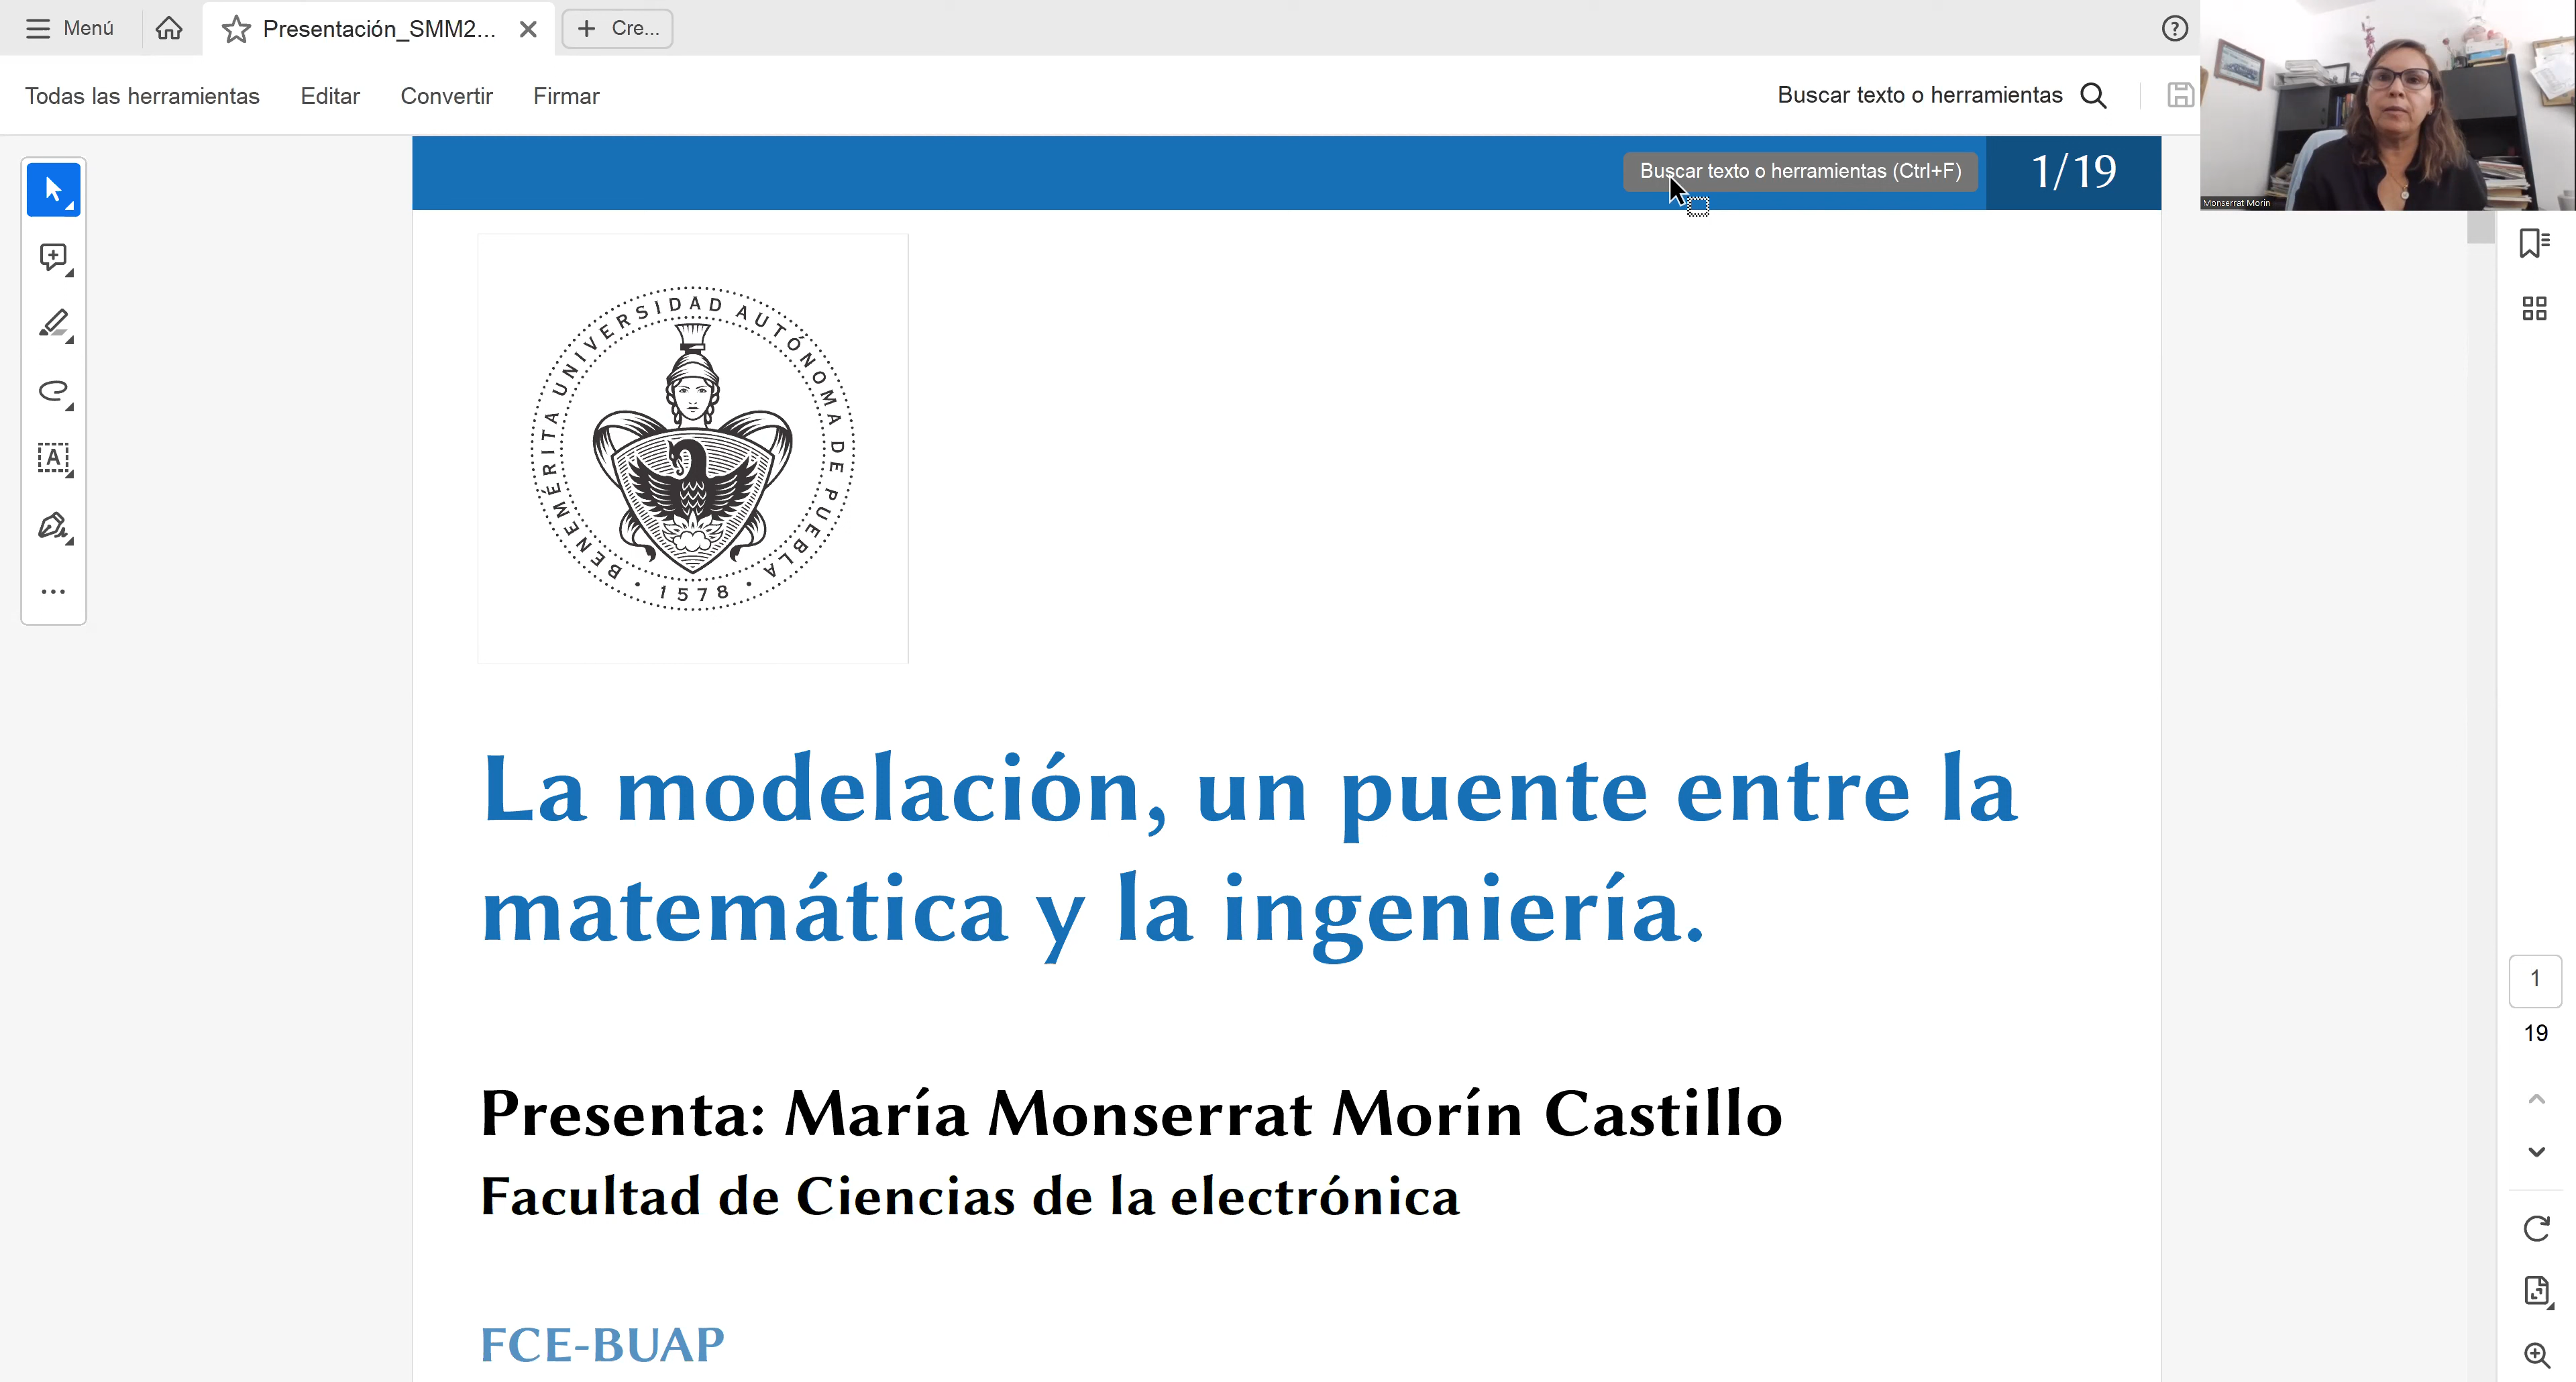 Menú
Presentación_SMM2...
Cre...
Todas las herramientas
Editar
Convertir
Firmar
Buscar texto o herramientas
Buscar texto o herramientas (Ctrl+F)
1/19
Monserrat Morin
BENEMÉRITA UNIVERSIDAD AUTÓNOMA DE PUEBLA
• 1578 •
La modelación, un puente entre la
matemática y la ingeniería.
Presenta: María Monserrat Morín Castillo
Facultad de Ciencias de la electrónica
FCE-BUAP
1
19